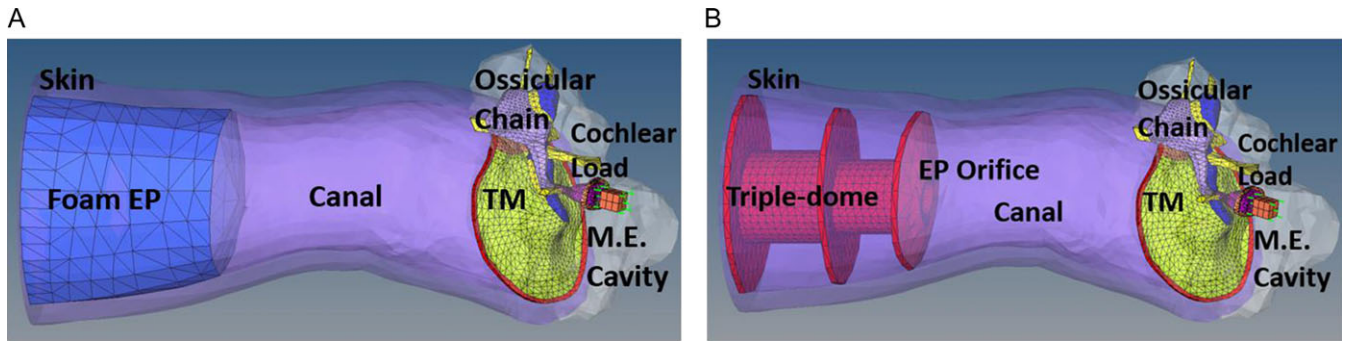 A
Skin
Ossicular
Chain
Cochlear
Load
Foam EP
Canal
TM
M.E.
Cavity
B
Skin
Ossicular
Chain
Cochlear
Load
EP Orifice
Triple-dome
Canal
TM
M.E.
Cavity